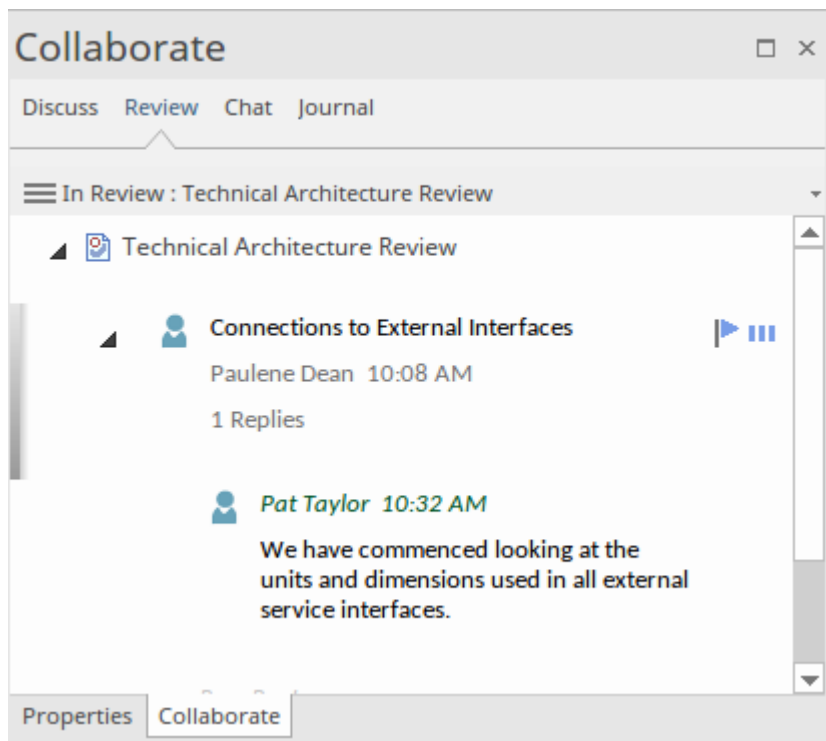 Collaborate
Discuss Review Chat Journal
In Review : Technical Architecture Review
Technical Architecture Review
Connections to External Interfaces
Paulene Dean 10:08 AM
1 Replies
Pat Taylor 10:32 AM
We have commenced looking at the
units and dimensions used in all external
service interfaces.
Properties Collaborate